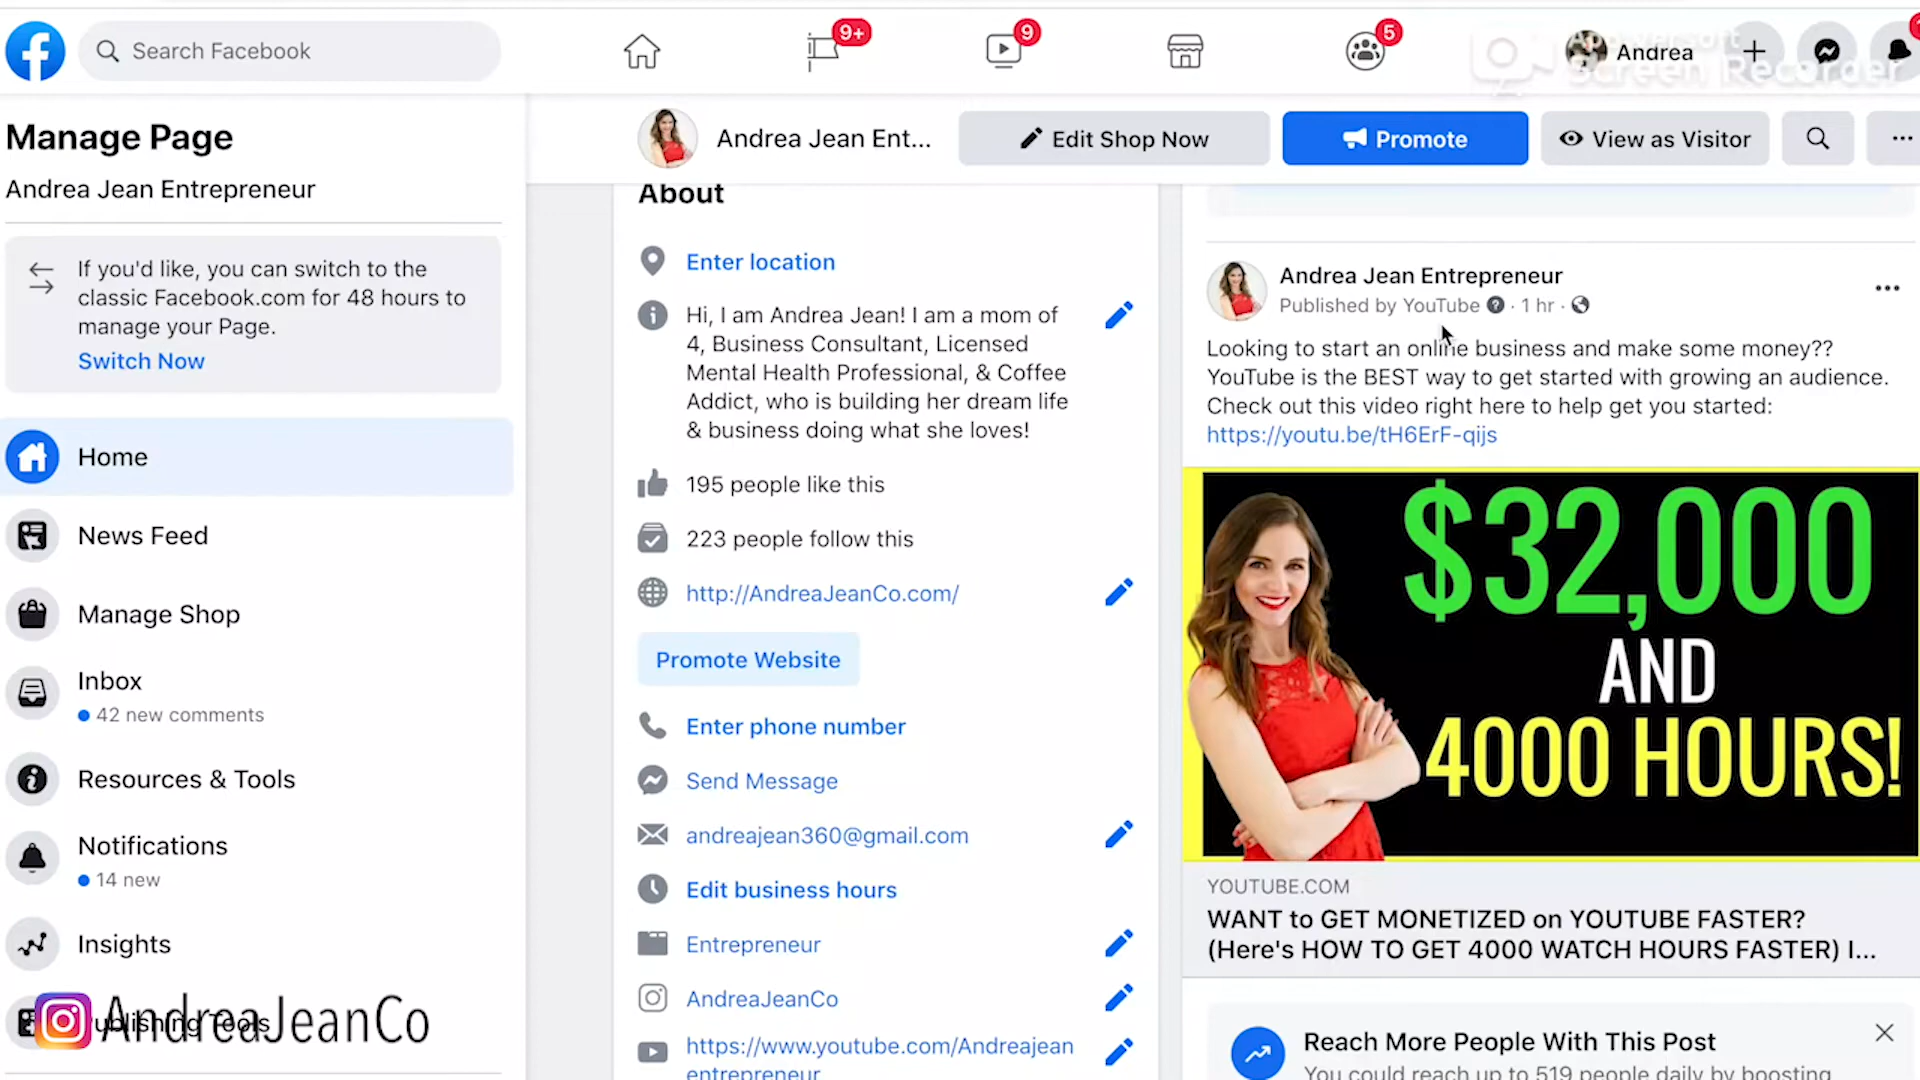 Search Facebook
9+
9
5
Andrea
Screen Recorder
Manage Page
Andrea Jean Entrepreneur
If you'd like, you can switch to the
classic Facebook.com for 48 hours to
manage your Page.
Switch Now
Home
News Feed
Manage Shop
Inbox
42 new comments
Resources & Tools
Notifications
14 new
Insights
Publishing Tools
AndreaJeanCo
Andrea Jean Ent...
Edit Shop Now
Promote
View as Visitor
About
Enter location
Hi, I am Andrea Jean! I am a mom of
4, Business Consultant, Licensed
Mental Health Professional, & Coffee
Addict, who is building her dream life
& business doing what she loves!
195 people like this
223 people follow this
http://AndreaJeanCo.com/
Promote Website
Enter phone number
Send Message
andreajean360@gmail.com
Edit business hours
Entrepreneur
AndreaJeanCo
https://www.youtube.com/Andreajean
entrepreneur
Andrea Jean Entrepreneur
Published by YouTube · 1 hr ·
Looking to start an online business and make some money??
YouTube is the BEST way to get started with growing an audience.
Check out this video right here to help get you started:
https://youtu.be/tH6ErF-qijs
$32,000
AND
4000 HOURS!
YOUTUBE.COM
WANT to GET MONETIZED on YOUTUBE FASTER?
(Here's HOW TO GET 4000 WATCH HOURS FASTER) I...
Reach More People With This Post
You could reach up to 519 people daily by boosting